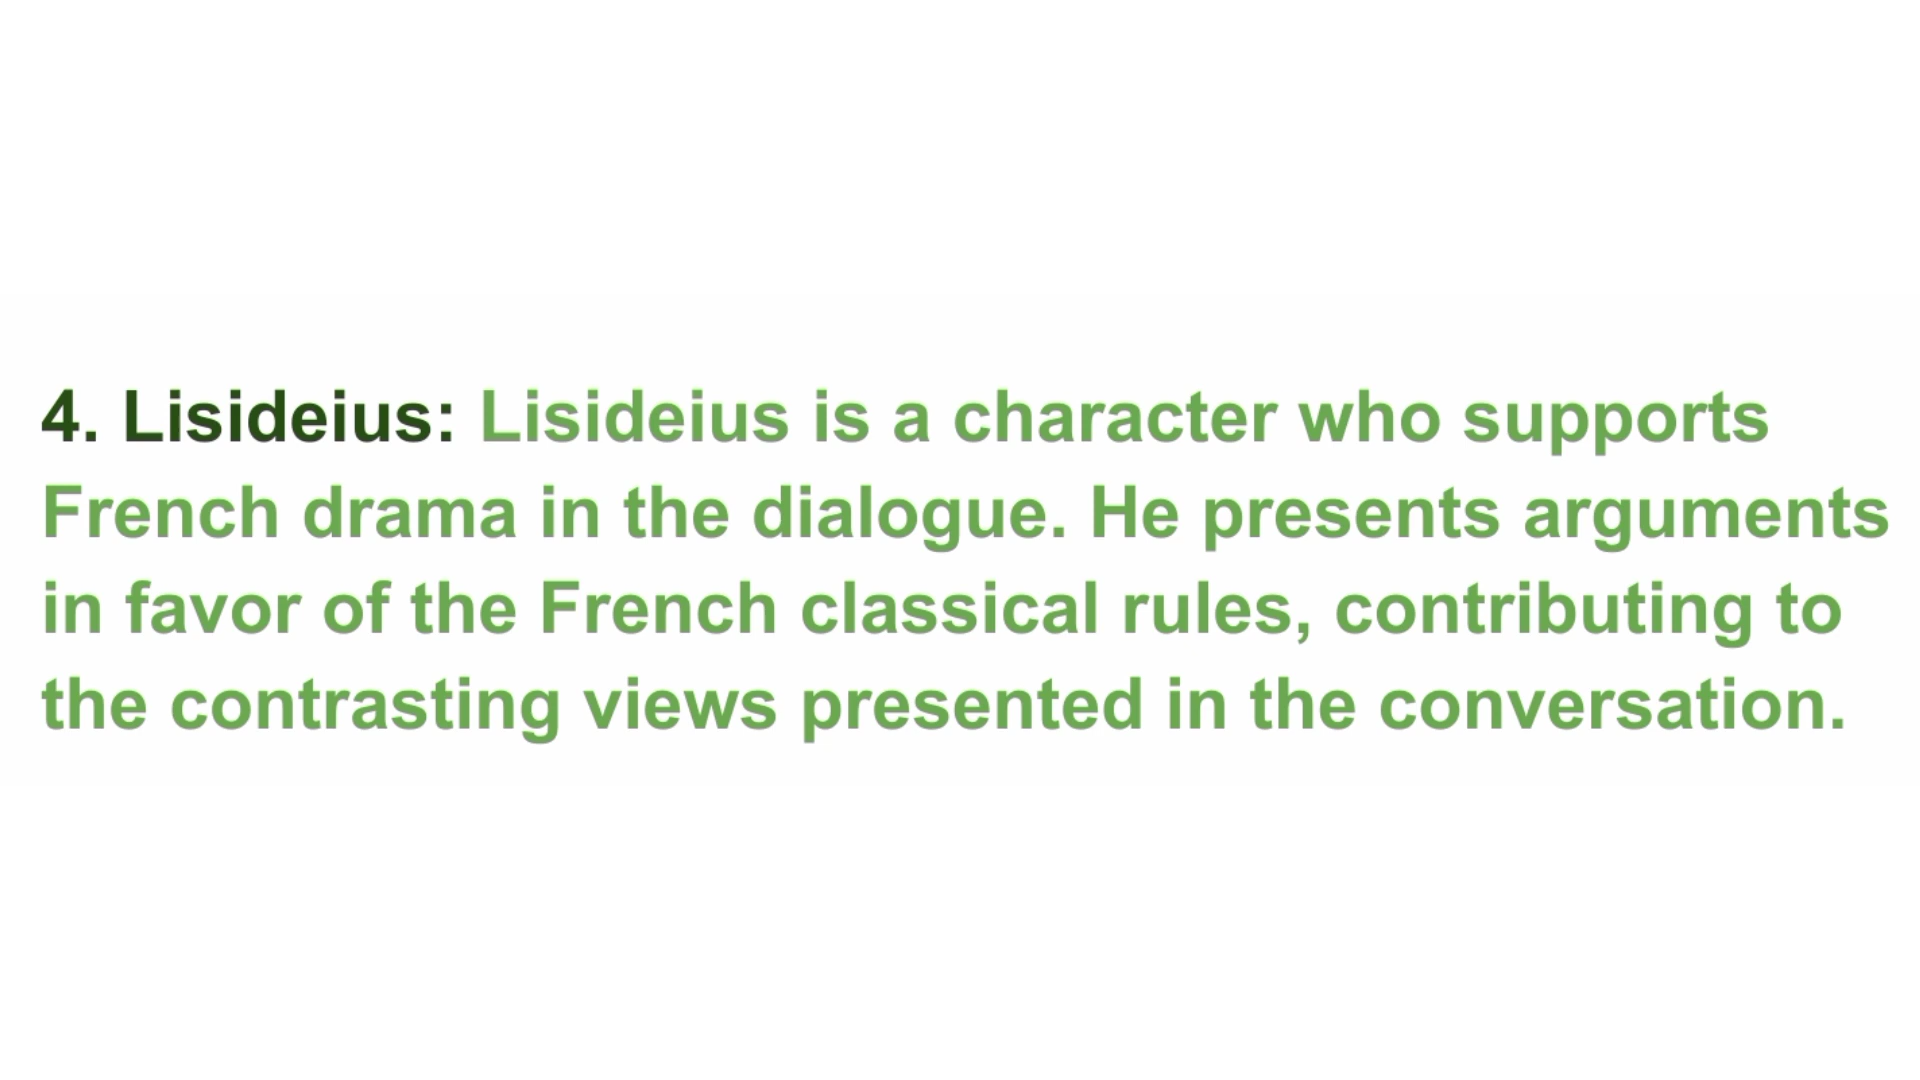 4. Lisideius: Lisideius is a character who supports
French drama in the dialogue. He presents arguments
in favor of the French classical rules, contributing to
the contrasting views presented in the conversation.